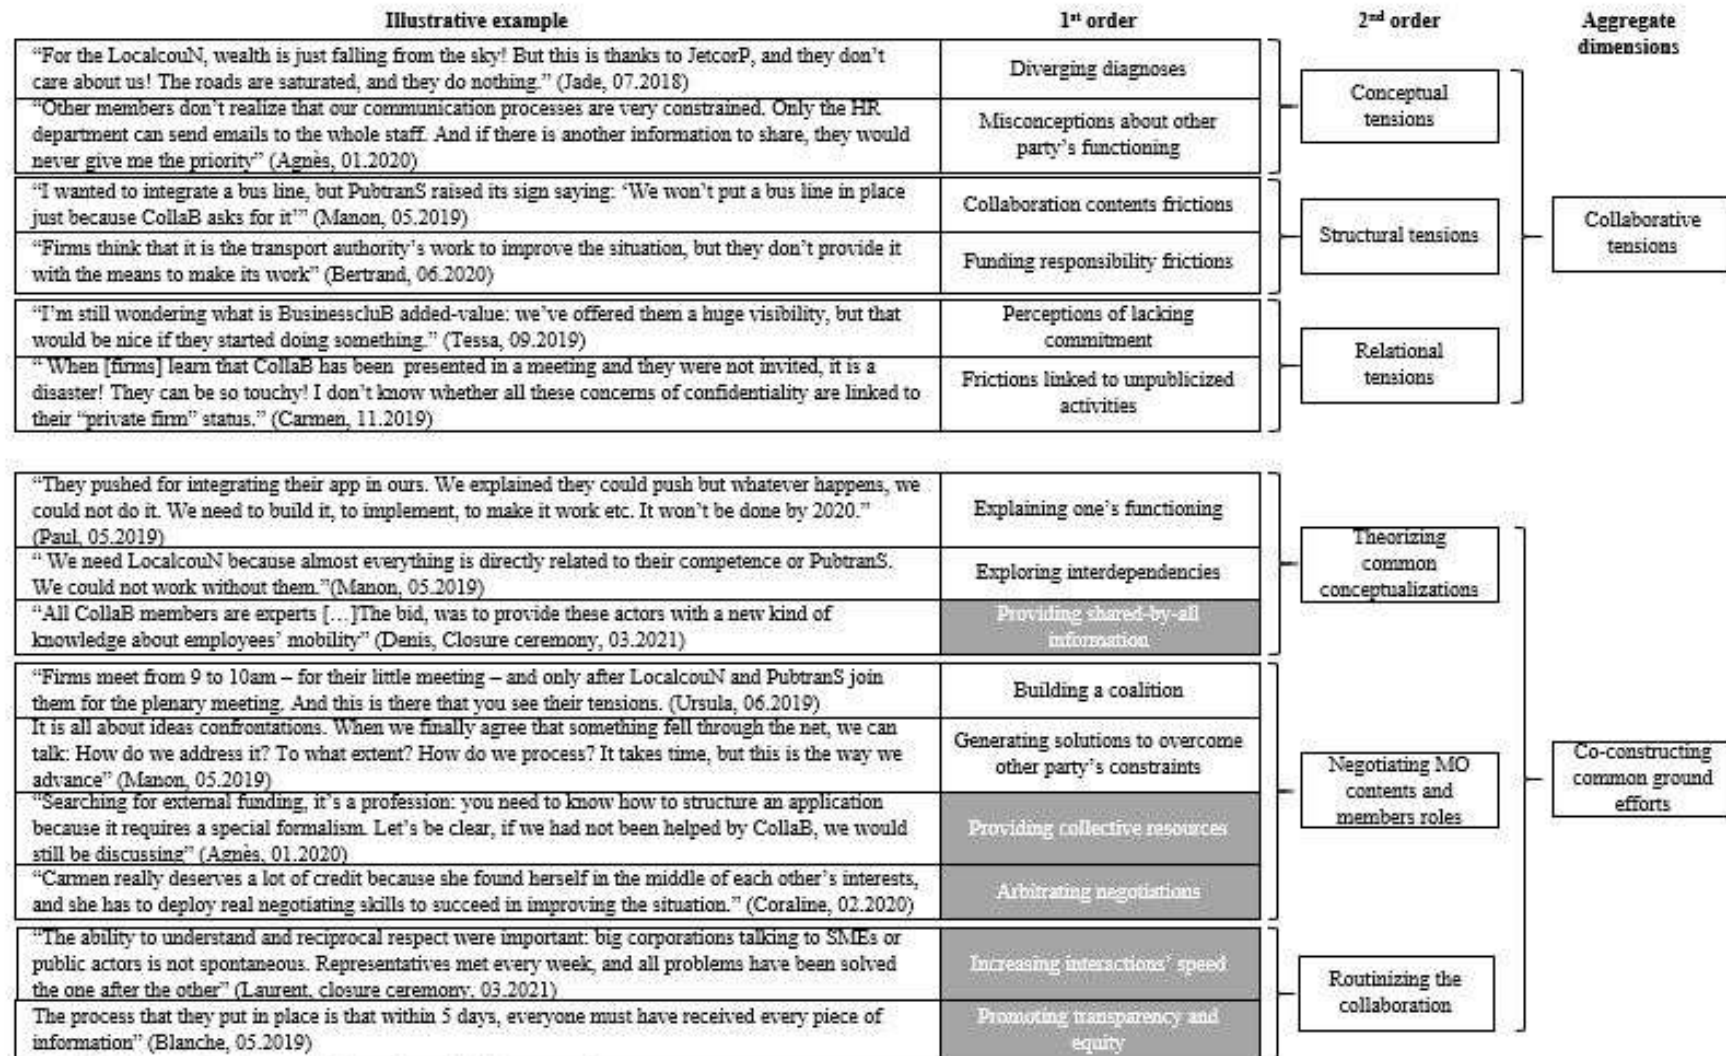 Illustrative example
1st order
2nd order
Aggregate
dimensions
“For the LocalcouN, wealth is just falling from the sky! But this is thanks to JetcorP, and they don’t
care about us! The roads are saturated, and they do nothing.” (Jade, 07.2018)
Diverging diagnoses
“Other members don’t realize that our communication processes are very constrained. Only the HR
department can send emails to the whole staff. And if there is another information to share, they would
never give me the priority” (Agnès, 01.2020)
Misconceptions about other
party’s functioning
Conceptual
tensions
“I wanted to integrate a bus line, but PubtranS raised its sign saying: ‘We won’t put a bus line in place
just because CollaB asks for it’” (Manon, 05.2019)
Collaboration contents frictions
“Firms think that it is the transport authority’s work to improve the situation, but they don’t provide it
with the means to make its work” (Bertrand, 06.2020)
Funding responsibility frictions
Structural tensions
Collaborative
tensions
“I’m still wondering what is BusinesscluB added-value: we’ve offered them a huge visibility, but that
would be nice if they started doing something.” (Tessa, 09.2019)
Perceptions of lacking
commitment
“ When [firms] learn that CollaB has been presented in a meeting and they were not invited, it is a
disaster! They can be so touchy! I don’t know whether all these concerns of confidentiality are linked to
their “private firm” status.” (Carmen, 11.2019)
Frictions linked to unpublicized
activities
Relational
tensions
“They pushed for integrating their app in ours. We explained they could push but whatever happens, we
could not do it. We need to build it, to implement, to make it work etc. It won’t be done by 2020.”
(Paul, 05.2019)
Explaining one’s functioning
“ We need LocalcouN because almost everything is directly related to their competence or PubtranS.
We could not work without them.”(Manon, 05.2019)
Exploring interdependencies
“All CollaB members are experts […]The bid, was to provide these actors with a new kind of
knowledge about employees’ mobility” (Denis, Closure ceremony, 03.2021)
Providing shared-by-all
information
Theorizing
common
conceptualizations
“Firms meet from 9 to 10am – for their little meeting – and only after LocalcouN and PubtranS join
them for the plenary meeting. And this is there that you see their tensions. (Ursula, 06.2019)
Building a coalition
It is all about ideas confrontations. When we finally agree that something fell through the net, we can
talk: How do we address it? To what extent? How do we process? It takes time, but this is the way we
advance” (Manon, 05.2019)
Generating solutions to overcome
other party’s constraints
“Searching for external funding, it’s a profession: you need to know how to structure an application
because it requires a special formalism. Let’s be clear, if we had not been helped by CollaB, we would
still be discussing” (Agnès, 01.2020)
Providing collective resources
“Carmen really deserves a lot of credit because she found herself in the middle of each other’s interests,
and she has to deploy real negotiating skills to succeed in improving the situation.” (Coraline, 02.2020)
Arbitrating negotiations
Negotiating MO
contents and
members roles
Co-constructing
common ground
efforts
“The ability to understand and reciprocal respect were important: big corporations talking to SMEs or
public actors is not spontaneous. Representatives met every week, and all problems have been solved
the one after the other” (Laurent, closure ceremony, 03.2021)
Increasing interactions’ speed
The process that they put in place is that within 5 days, everyone must have received every piece of
information” (Blanche, 05.2019)
Promoting transparency and
equity
Routinizing the
collaboration